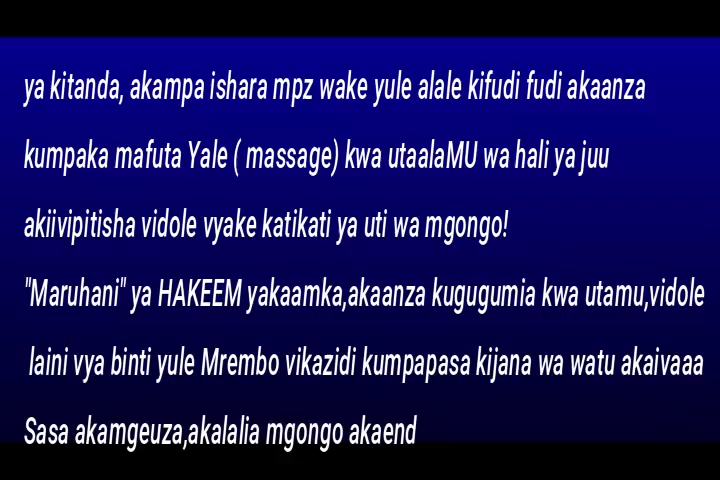 ya kitanda, akampa ishara mpz wake yule alale kifudi fudi akaanza
kumpaka mafuta Yale ( massage) kwa utaalaMU wa hali ya juu
akiivipitisha vidole vyake katikati ya uti wa mgongo!
"Maruhani" ya HAKEEM yakaamka,akaanza kugugumia kwa utamu,vidole
laini vya binti yule Mrembo vikazidi kumpapasa kijana wa watu akaivaaa
Sasa akamgeuza,akalalia mgongo akaend